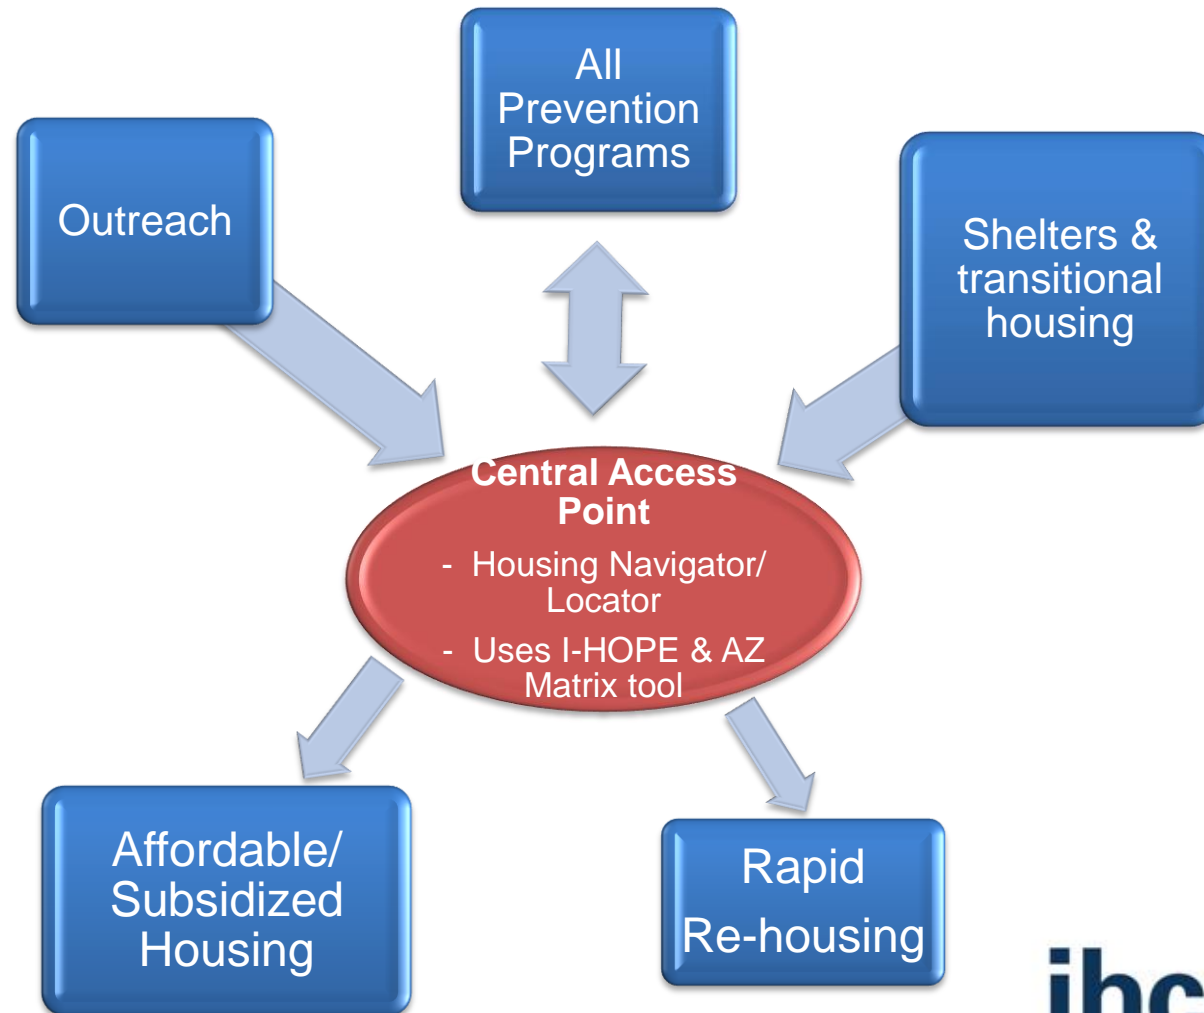 All
Prevention
Programs
Outreach
Shelters &
transitional
housing
Central Access
Point
- Housing Navigator/
Locator
- Uses I-HOPE & AZ
Matrix tool
Affordable/
Subsidized
Housing
Rapid
Re-housing